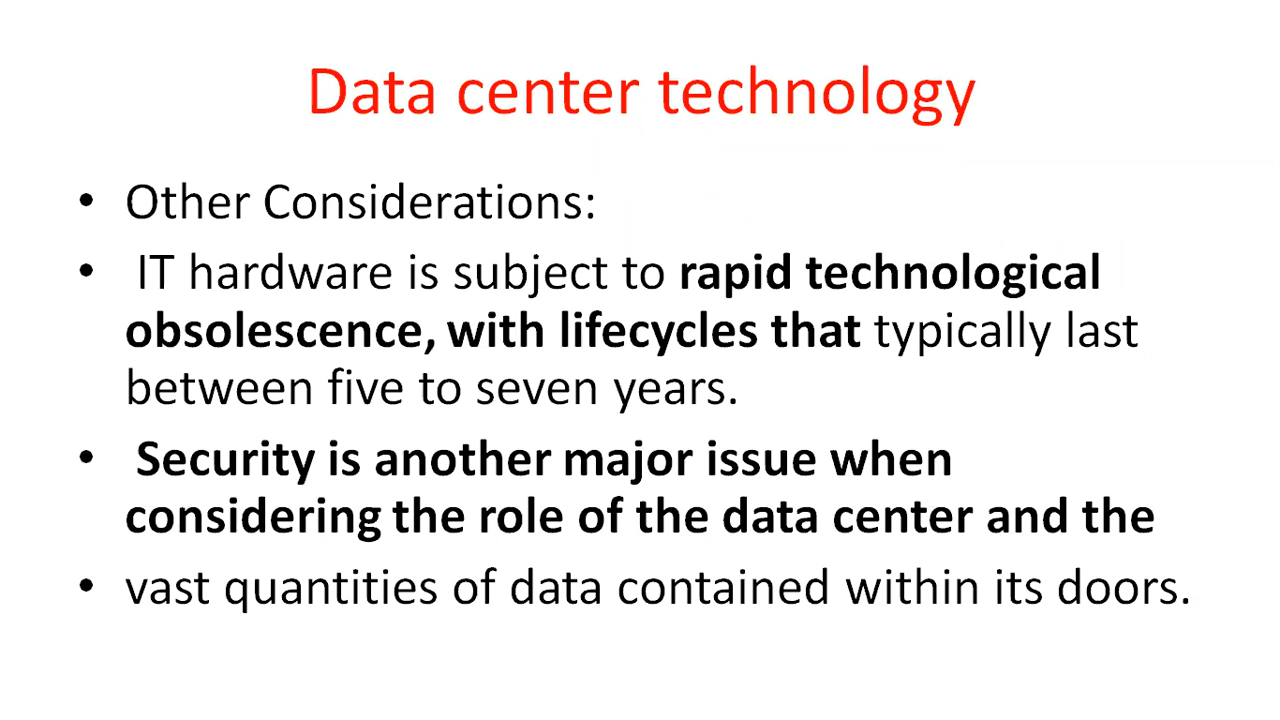 Data center technology
• Other Considerations:
• IT hardware is subject to rapid technological
obsolescence, with lifecycles that typically last
between five to seven years.
• Security is another major issue when
considering the role of the data center and the
• vast quantities of data contained within its doors.